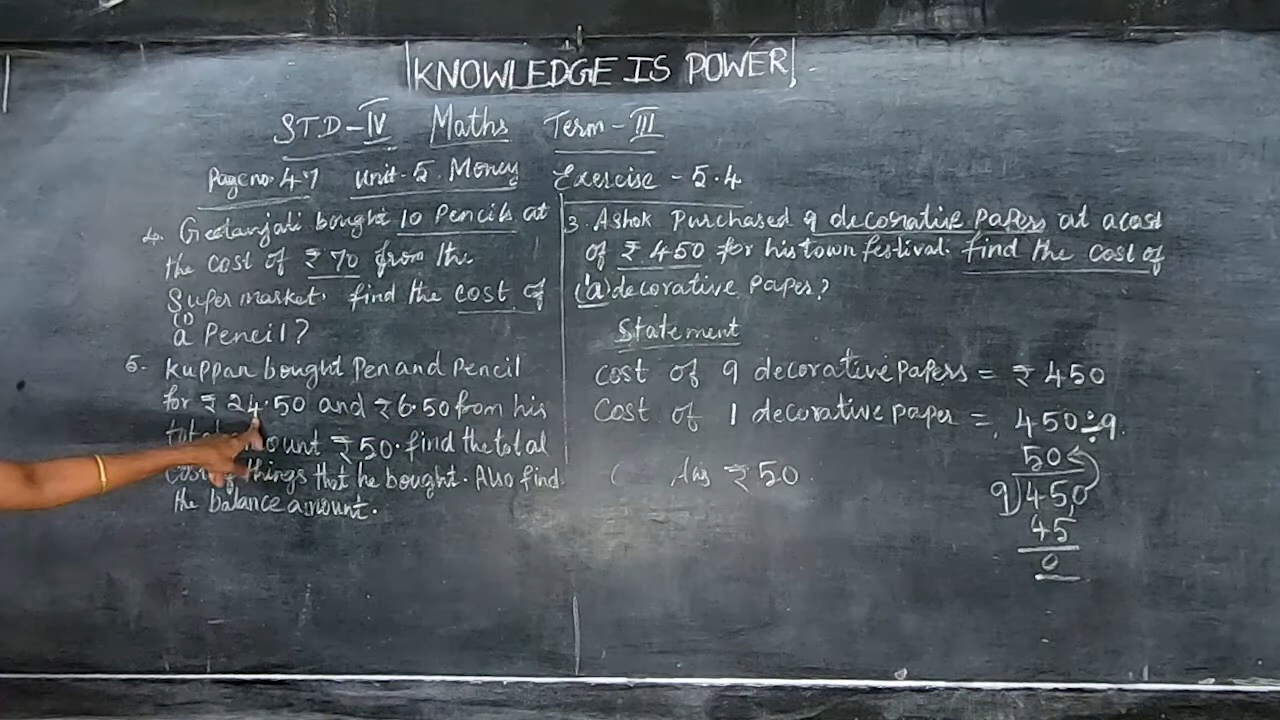 KNOWLEDGE IS POWER
STD-IV Maths Term-III
Page no. 47 Unit-5. Money Exercise-5.4
4. Geetanjali bought 10 Pencils at
the cost of ₹ 70 from the
Super market. find the cost of
(1)
a Pencil?
5. Kuppan bought Pen and Pencil
for ₹ 24.50 and ₹ 6.50 from his
₹ 50. find the total
things that he bought. Also find
the balance amount.
3. Ashok Purchased 9 decorative Papers at a cost
of ₹ 450 for his town festival. find the cost of
a decorative Paper?
Statement
Cost of 9 decorative Papers = ₹ 450
Cost of 1 decorative Paper = 450÷9
Ans ₹ 50
50
9)450
45
0